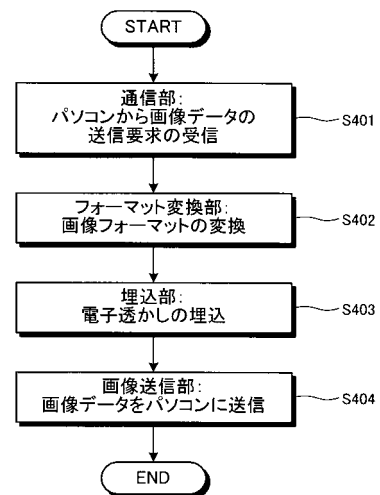 START
通信部:
パソコンから画像データの
送信要求の受信
S401
フォーマット変換部:
画像フォーマットの変換
S402
埋込部:
電子透かしの埋込
S403
画像送信部:
画像データをパソコンに送信
S404
END